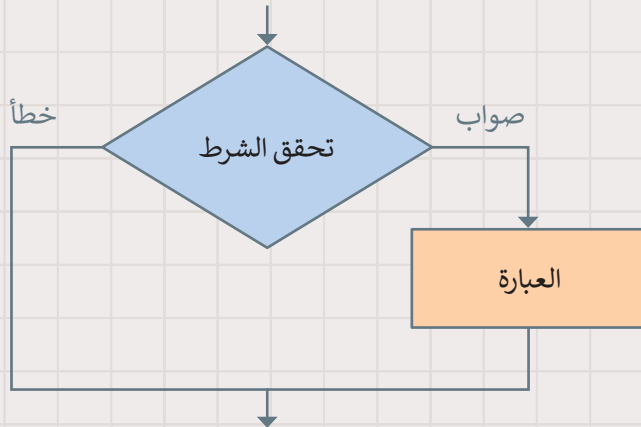 صواب
خطأ
تحقق الشرط
العبارة